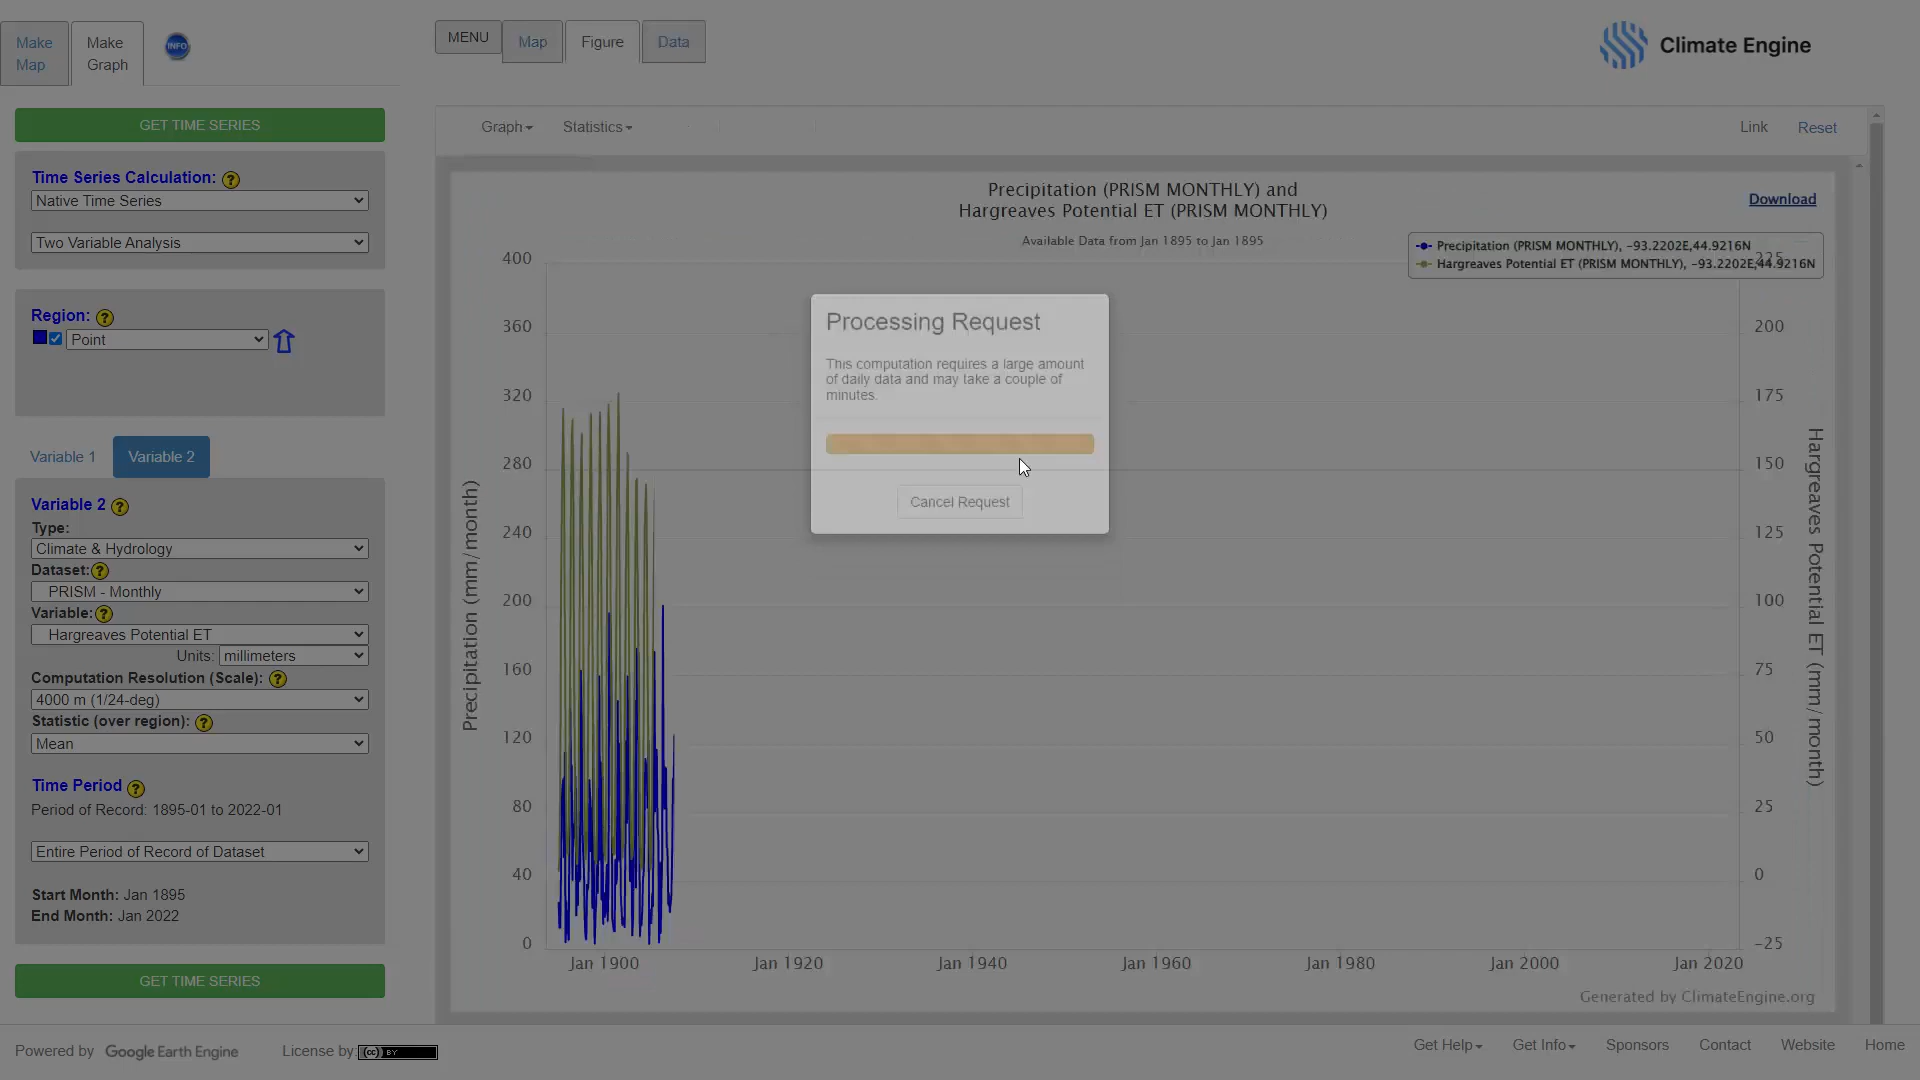 Make Map
Make Graph
INFO
MENU
Map
Figure
Data
Climate Engine
GET TIME SERIES
Graph
Statistics
Link
Reset
Time Series Calculation: ?
Native Time Series
Two Variable Analysis
Region: ?
Point
Variable 1
Variable 2
Variable 2 ?
Type:
Climate & Hydrology
Dataset: ?
PRISM - Monthly
Variable: ?
Hargreaves Potential ET
Units: millimeters
Computation Resolution (Scale): ?
4000 m (1/24-deg)
Statistic (over region): ?
Mean
Time Period ?
Period of Record: 1895-01 to 2022-01
Entire Period of Record of Dataset
Start Month: Jan 1895
End Month: Jan 2022
GET TIME SERIES
Precipitation (PRISM MONTHLY) and
Hargreaves Potential ET (PRISM MONTHLY)
Download
Available Data from Jan 1895 to Jan 1895
Precipitation (PRISM MONTHLY), -93.2202E,44.9216N
Hargreaves Potential ET (PRISM MONTHLY), -93.2202E,44.9216N
Processing Request
This computation requires a large amount
of daily data and may take a couple of
minutes.
Cancel Request
Precipitation (mm/month)
400
360
320
280
240
200
160
120
80
40
0
225
200
175
150
125
100
75
50
25
0
-25
Hargreaves Potential ET (mm/month)
Jan 1900
Jan 1920
Jan 1940
Jan 1960
Jan 1980
Jan 2000
Jan 2020
Generated by ClimateEngine.org
Powered by Google Earth Engine
License by: (cc) BY
Get Help
Get Info
Sponsors
Contact
Website
Home